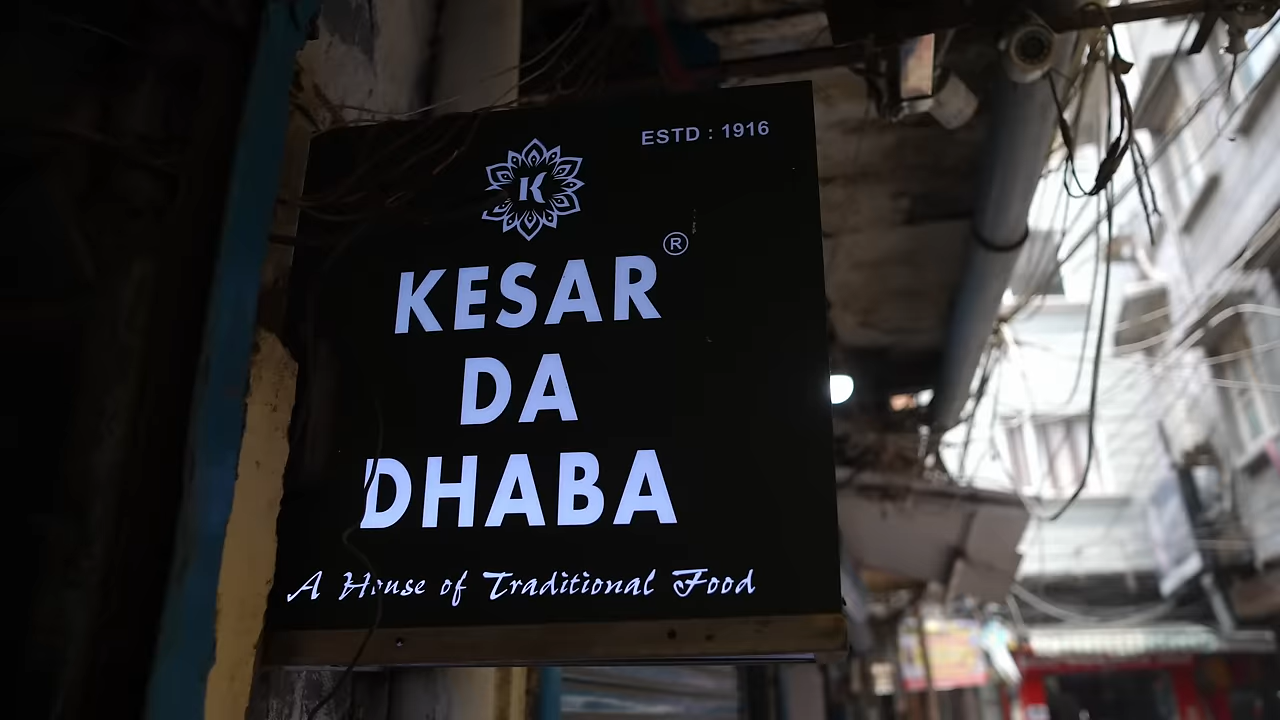 ESTD : 1916
K
KESAR ®
DA
DHABA
A House of Traditional Food